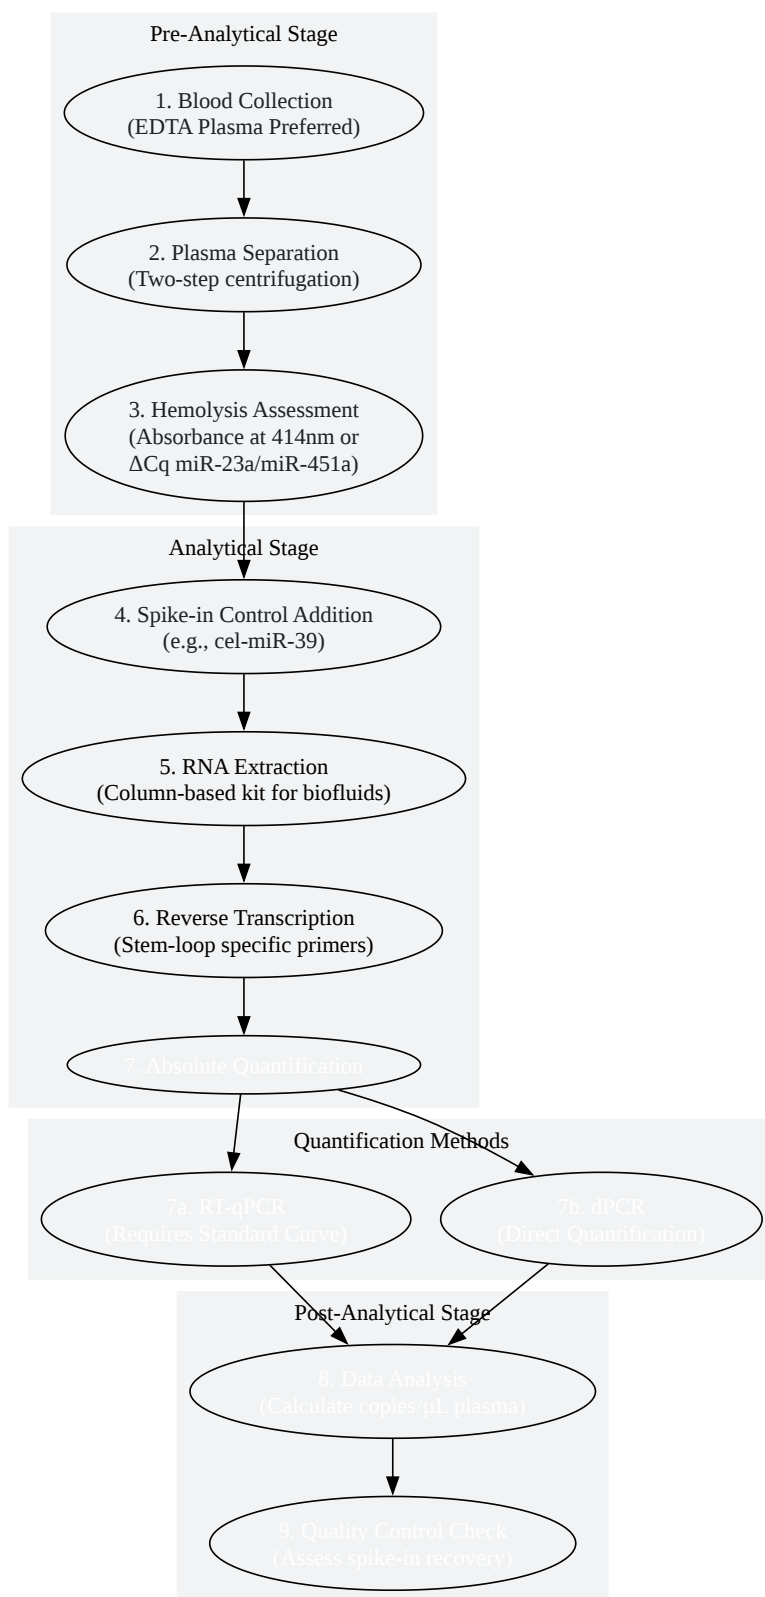 Pre-Analytical Stage
1. Blood Collection
(EDTA Plasma Preferred)
2. Plasma Separation
(Two-step centrifugation)
3. Hemolysis Assessment
(Absorbance at 414nm or
ΔCq miR-23a/miR-451a)
Analytical Stage
4. Spike-in Control Addition
(e.g., cel-miR-39)
5. RNA Extraction
(Column-based kit for biofluids)
6. Reverse Transcription
(Stem-loop specific primers)
7. Absolute Quantification
Quantification Methods
7a. RT-qPCR
(Requires Standard Curve)
7b. dPCR
(Direct Quantification)
Post-Analytical Stage
8. Data Analysis
(Calculate copies/µL plasma)
9. Quality Control Check
(Assess spike-in recovery)